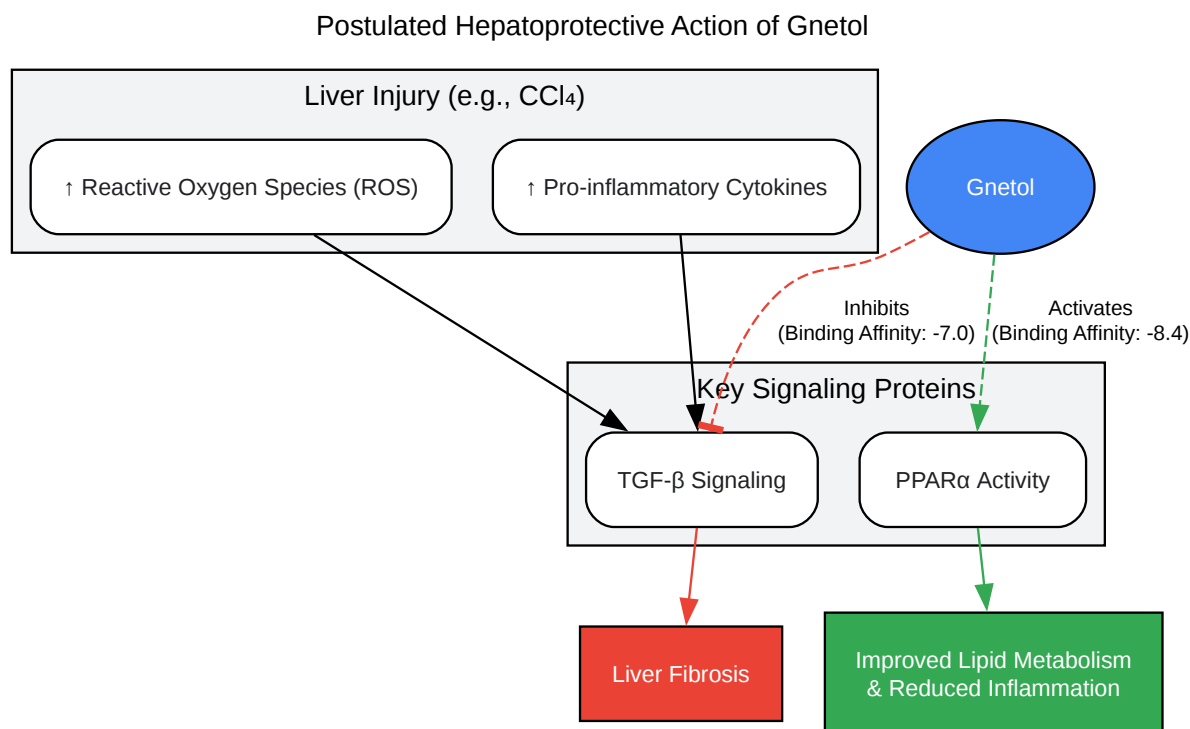 Postulated Hepatoprotective Action of Gnetol
Liver Injury (e.g., CCl₄)
↑ Reactive Oxygen Species (ROS)
↑ Pro-inflammatory Cytokines
Gnetol
Inhibits
(Binding Affinity: -7.0)
Activates
(Binding Affinity: -8.4)
Key Signaling Proteins
TGF-β Signaling
PPARα Activity
Liver Fibrosis
Improved Lipid Metabolism
& Reduced Inflammation